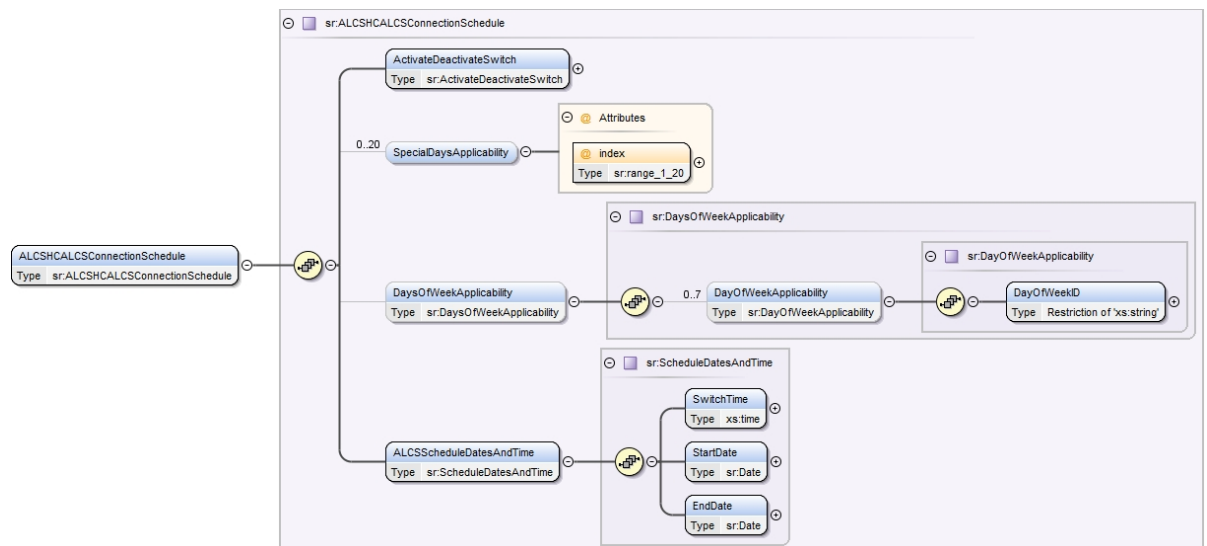 sr:ALCSHCALCSConnectionSchedule
ActivateDeactivateSwitch
Type sr:ActivateDeactivateSwitch
@ Attributes
0..20
SpecialDaysApplicability
@ index
Type sr:range_1_20
sr:DaysOfWeekApplicability
sr:DayOfWeekApplicability
ALCSHCALCSConnectionSchedule
Type sr:ALCSHCALCSConnectionSchedule
DaysOfWeekApplicability
Type sr:DaysOfWeekApplicability
0..7
DayOfWeekApplicability
Type sr:DayOfWeekApplicability
DayOfWeekID
Type Restriction of 'xs:string'
sr:ScheduleDatesAndTime
SwitchTime
Type xs:time
ALCSScheduleDatesAndTime
Type sr:ScheduleDatesAndTime
StartDate
Type sr:Date
EndDate
Type sr:Date